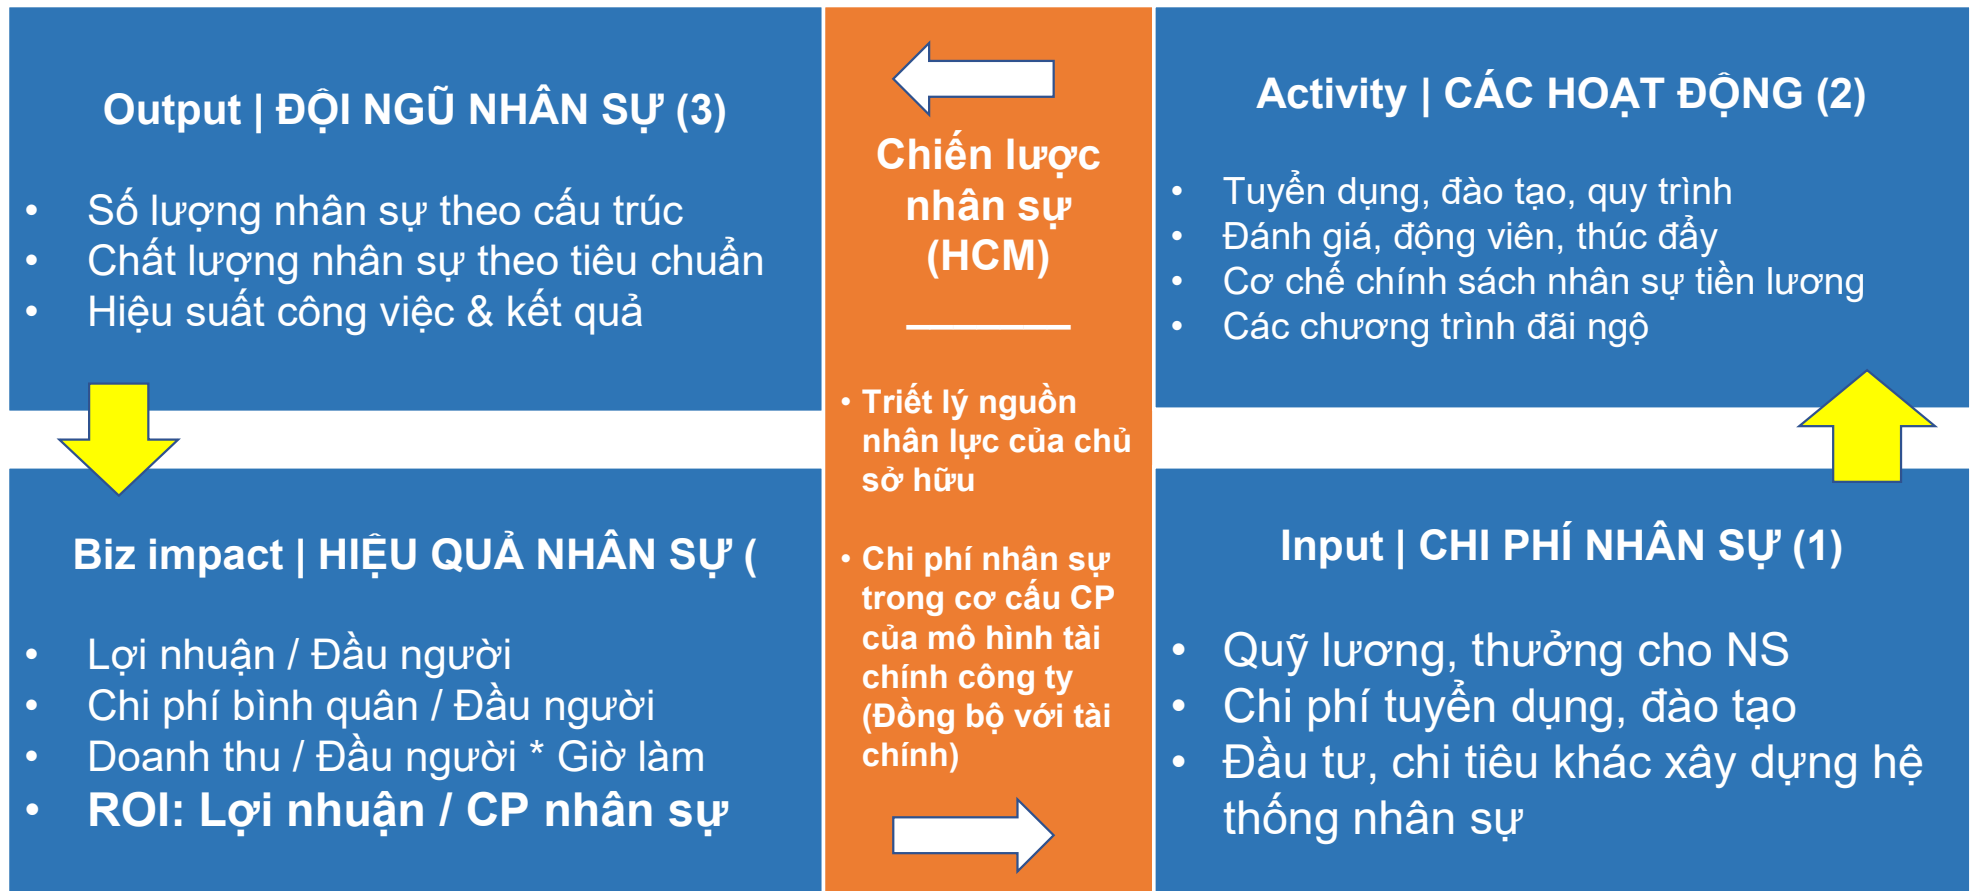 Output | ĐỘI NGŨ NHÂN SỰ (3)
• Số lượng nhân sự theo cấu trúc
• Chất lượng nhân sự theo tiêu chuẩn
• Hiệu suất công việc & kết quả
Chiến lược
nhân sự
(HCM)
• Triết lý nguồn
nhân lực của chủ
sở hữu
• Chi phí nhân sự
trong cơ cấu CP
của mô hình tài
chính công ty
(Đồng bộ với tài
chính)
Activity | CÁC HOẠT ĐỘNG (2)
• Tuyển dụng, đào tạo, quy trình
• Đánh giá, động viên, thúc đẩy
• Cơ chế chính sách nhân sự tiền lương
• Các chương trình đãi ngộ
Biz impact | HIỆU QUẢ NHÂN SỰ (
• Lợi nhuận / Đầu người
• Chi phí bình quân / Đầu người
• Doanh thu / Đầu người * Giờ làm
• ROI: Lợi nhuận / CP nhân sự
Input | CHI PHÍ NHÂN SỰ (1)
• Quỹ lương, thưởng cho NS
• Chi phí tuyển dụng, đào tạo
• Đầu tư, chi tiêu khác xây dựng hệ
thống nhân sự